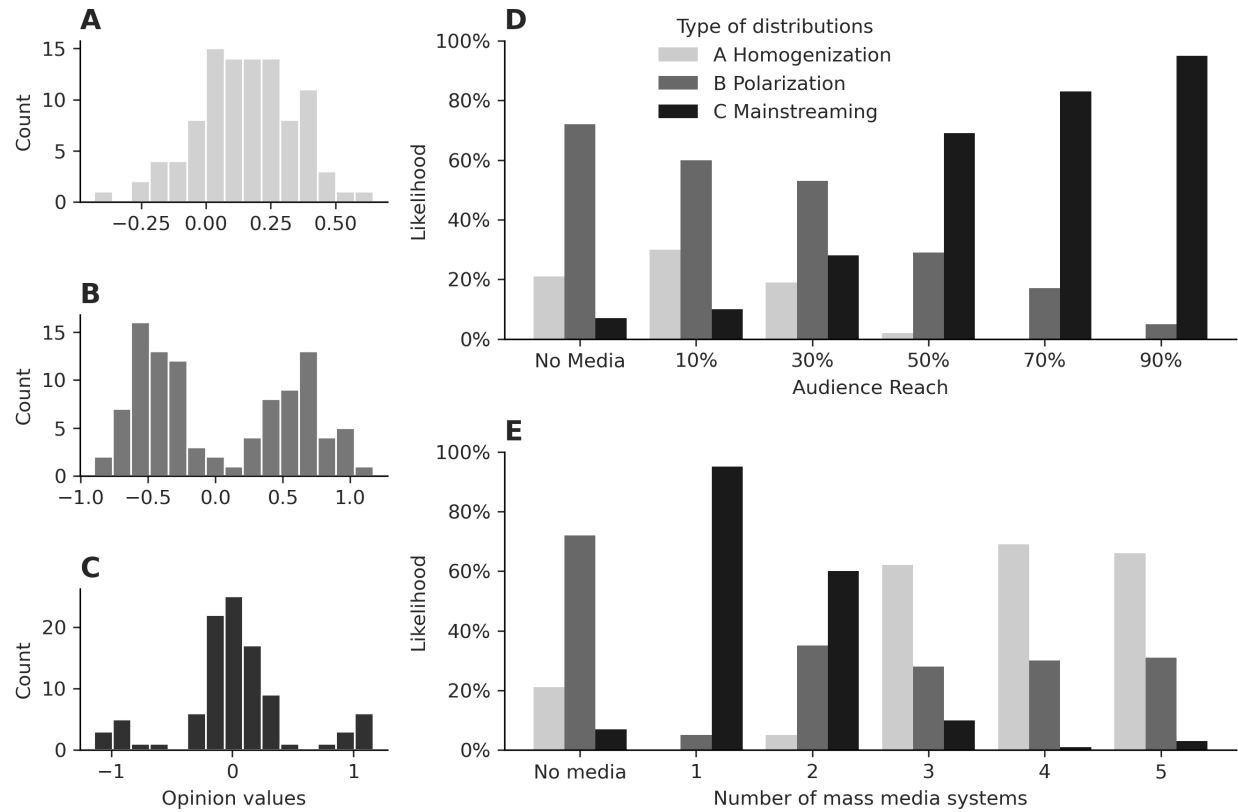 A
15
10
5
0
Count
−0.25 0.00 0.25 0.50
B
15
10
5
0
Count
−1.0 −0.5 0.0 0.5 1.0
C
20
10
0
Count
−1 0 1
Opinion values
D
Type of distributions
A Homogenization
B Polarization
C Mainstreaming
100%
80%
60%
40%
20%
0%
Likelihood
No Media 10% 30% 50% 70% 90%
Audience Reach
E
100%
80%
60%
40%
20%
0%
Likelihood
No media 1 2 3 4 5
Number of mass media systems